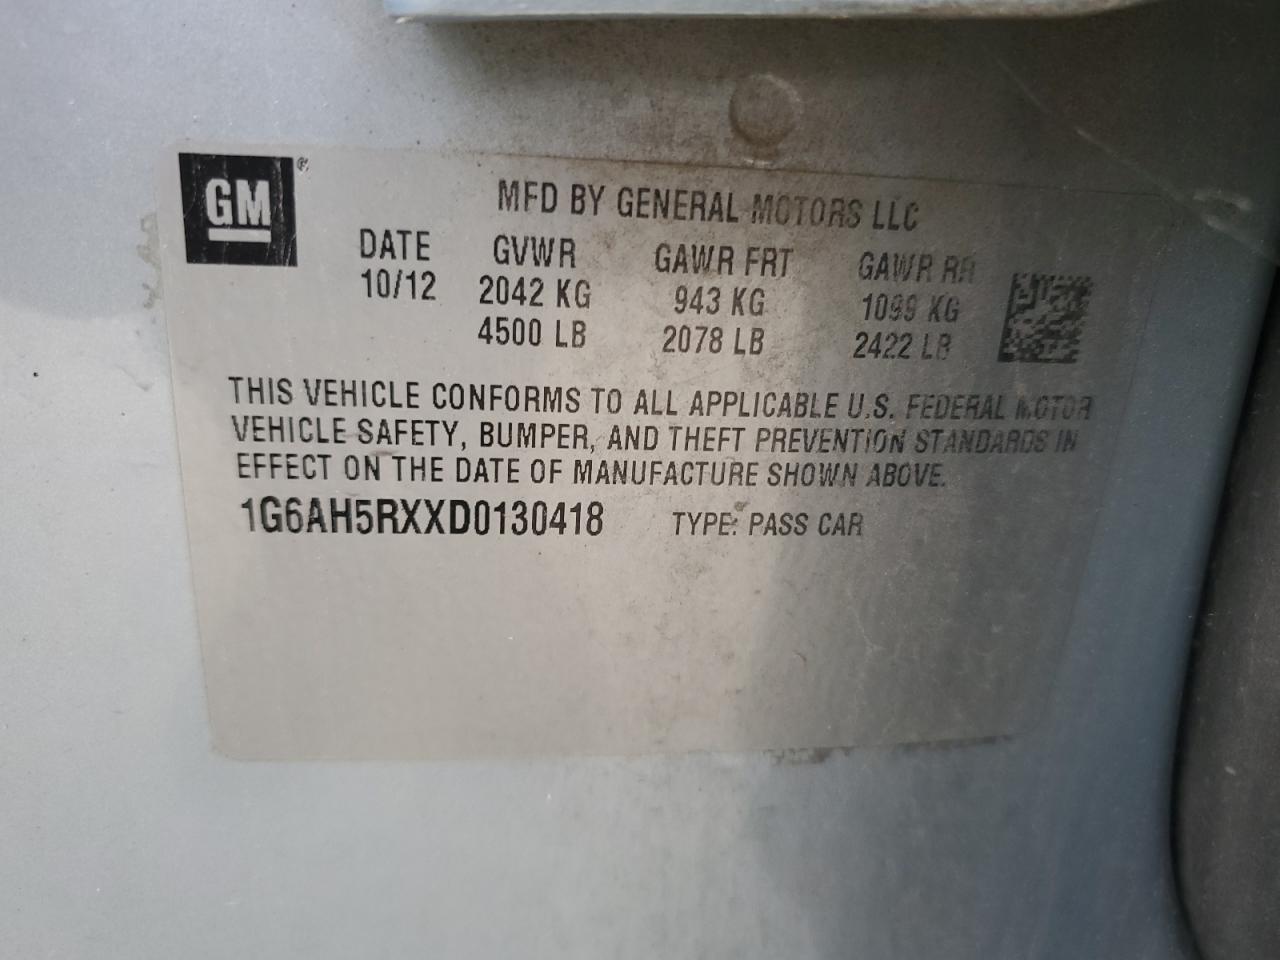 GM ®
MFD BY GENERAL MOTORS LLC
DATE GVWR GAWR FRT GAWR RR
10/12 2042 KG 943 KG 1099 KG
4500 LB 2078 LB 2422 LB
THIS VEHICLE CONFORMS TO ALL APPLICABLE U.S. FEDERAL MOTOR
VEHICLE SAFETY, BUMPER, AND THEFT PREVENTION STANDARDS IN
EFFECT ON THE DATE OF MANUFACTURE SHOWN ABOVE.
1G6AH5RXXD0130418 TYPE: PASS CAR